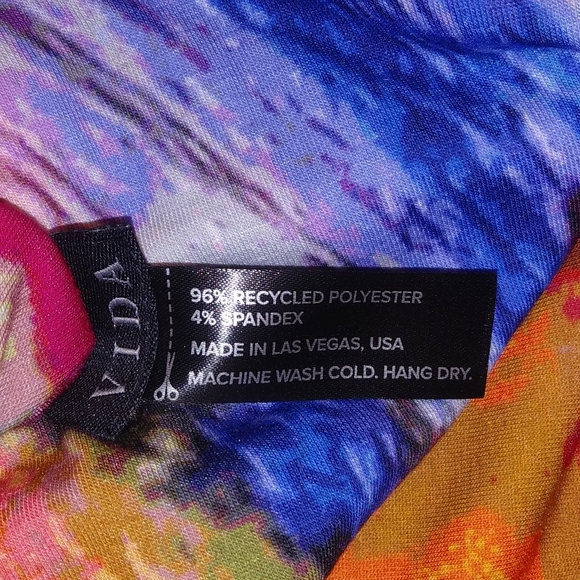 VIDA
96% RECYCLED POLYESTER
4% SPANDEX
MADE IN LAS VEGAS, USA
MACHINE WASH COLD. HANG DRY.